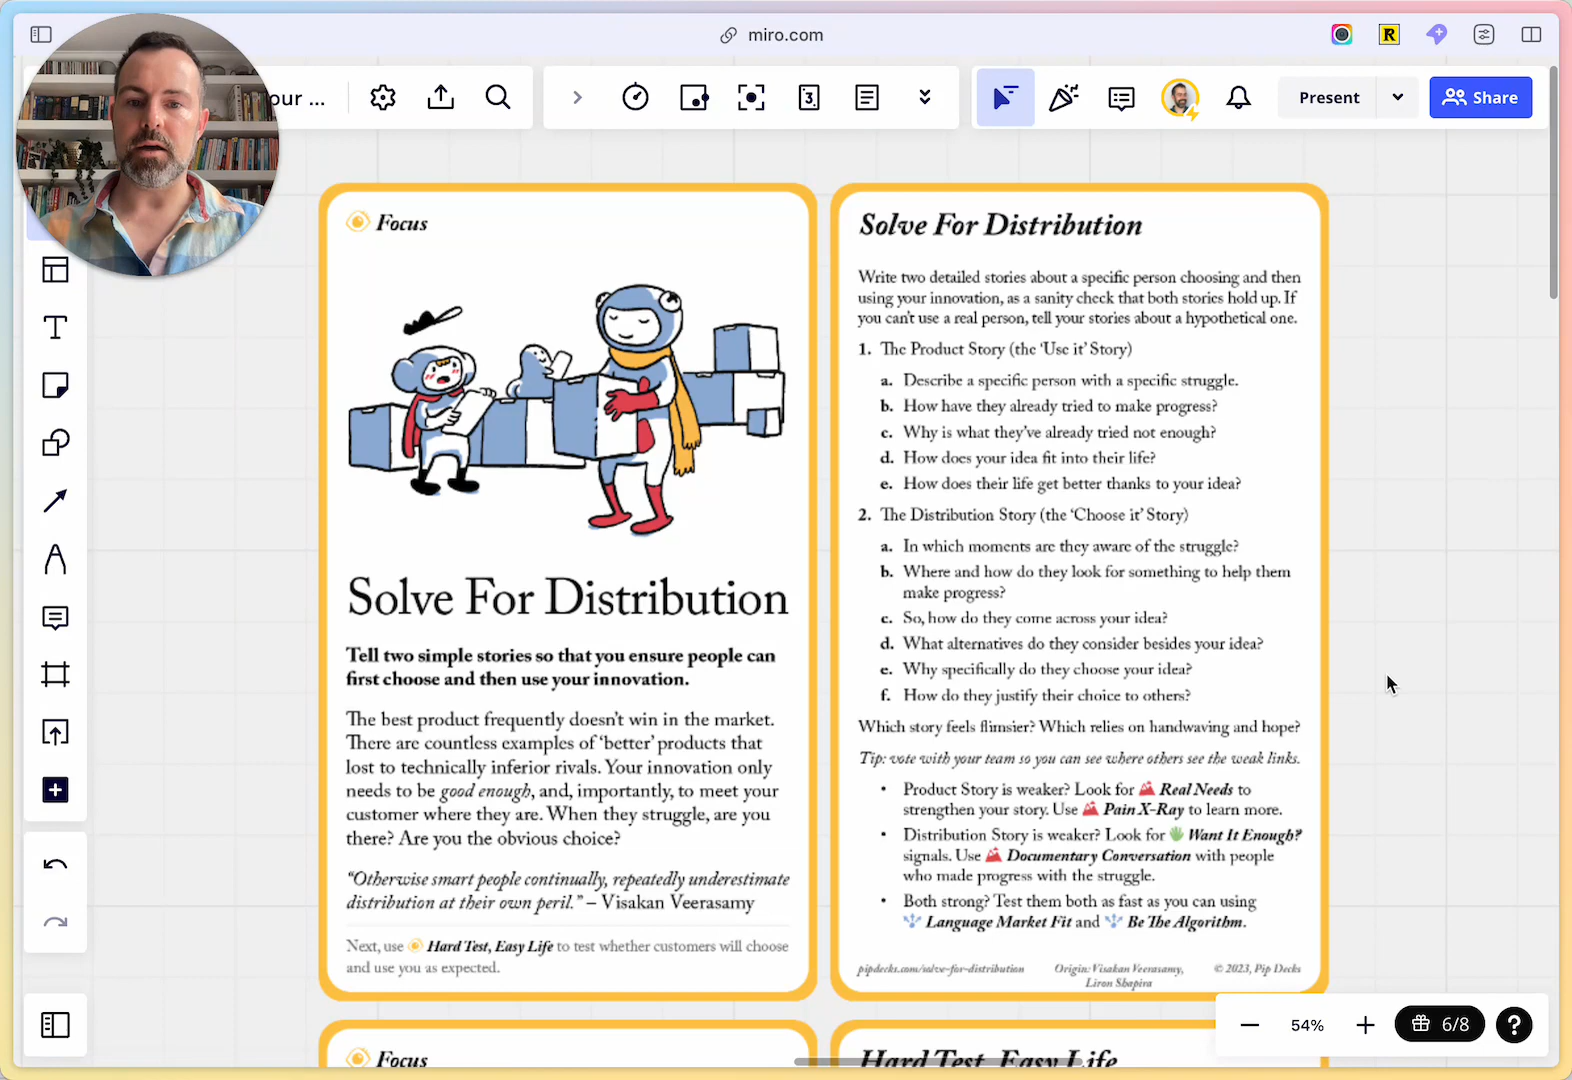 miro.com
our ...
3
Present
Share
R
Focus
Solve For Distribution
Tell two simple stories so that you ensure people can
first choose and then use your innovation.
The best product frequently doesn't win in the market.
There are countless examples of 'better' products that
lost to technically inferior rivals. Your innovation only
needs to be good enough, and, importantly, to meet your
customer where they are. When they struggle, are you
there? Are you the obvious choice?
"Otherwise smart people continually, repeatedly underestimate
distribution at their own peril." – Visakan Veerasamy
Next, use Hard Test, Easy Life to test whether customers will choose
and use you as expected.
Solve For Distribution
Write two detailed stories about a specific person choosing and then
using your innovation, as a sanity check that both stories hold up. If
you can't use a real person, tell your stories about a hypothetical one.
1. The Product Story (the 'Use it' Story)
a. Describe a specific person with a specific struggle.
b. How have they already tried to make progress?
c. Why is what they've already tried not enough?
d. How does your idea fit into their life?
e. How does their life get better thanks to your idea?
2. The Distribution Story (the 'Choose it' Story)
a. In which moments are they aware of the struggle?
b. Where and how do they look for something to help them
make progress?
c. So, how do they come across your idea?
d. What alternatives do they consider besides your idea?
e. Why specifically do they choose your idea?
f. How do they justify their choice to others?
Which story feels flimsier? Which relies on handwaving and hope?
Tip: vote with your team so you can see where others see the weak links.
• Product Story is weaker? Look for Real Needs to
strengthen your story. Use Pain X-Ray to learn more.
• Distribution Story is weaker? Look for Want It Enough?
signals. Use Documentary Conversation with people
who made progress with the struggle.
• Both strong? Test them both as fast as you can using
Language Market Fit and Be The Algorithm.
pipdecks.com/solve-for-distribution
Origin: Visakan Veerasamy,
Liron Shapira
© 2023, Pip Decks
Focus
Hard Test, Easy Life
54%
6/8
?